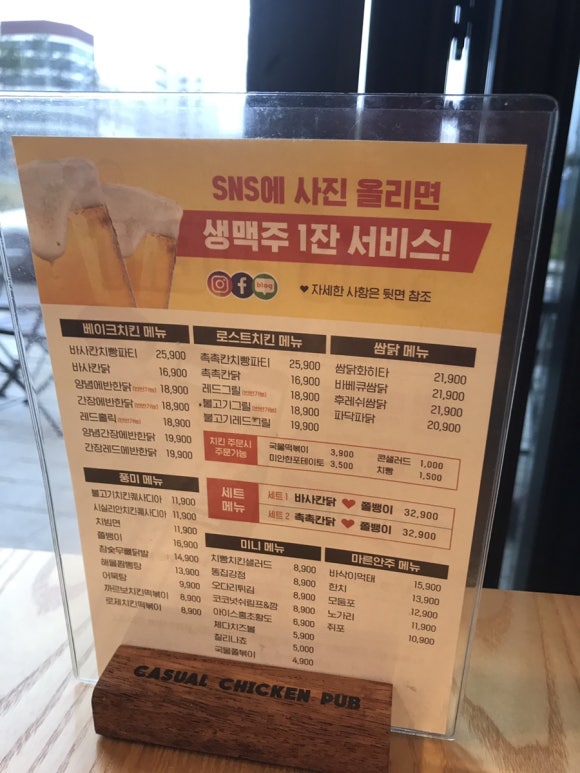 SNS에 사진 올리면
생맥주 1잔 서비스!
blog
♥ 자세한 사항은 뒷면 참조
베이크치킨 메뉴
바사칸치빵파티 25,900
바사칸닭 16,900
양념에반한닭 18,900
간장에반한닭 18,900
레드홀릭 18,900
양념간장에반한닭 19,900
간장레드에반한닭 19,900
로스트치킨 메뉴
촉촉칸치빵파티 25,900
촉촉칸닭 16,900
레드그릴 18,900
불고기그릴 18,900
불고기레드킨릴 19,900
쌈닭 메뉴
쌈닭화히타 21,900
바베큐쌈닭 21,900
후레쉬쌈닭 21,900
파닥파닭 20,900
치킨 주문시
주문가능
국물떡볶이 3,900
미안한포테이토 3,500
콘샐러드 1,000
치빵 1,500
세트
메뉴
세트 1 바사칸닭 ♥ 쫄뱅이 32,900
세트 2 촉촉칸닭 ♥ 쫄뱅이 32,900
풍미 메뉴
불고기치킨퀘사디아 11,900
시실리안치킨퀘사디아 11,900
치빔면 11,900
쫄뱅이 16,900
참숯무뼈닭발 14,900
해물짬뽕탕 13,900
어묵탕 9,900
까르보치킨떡볶이 8,900
로제치킨떡볶이 8,900
미니 메뉴
치빵치킨샐러드 8,900
똥집강정 8,900
오다리튀김 8,900
코코넛쉬림프&깜 8,900
아이스홍초황도 6,900
체다치즈볼 5,900
칠리나쵸 5,000
국물쫄볶이 4,900
마른안주 메뉴
바삭이먹태 15,900
한치 13,900
모둠포 12,900
노가리 11,900
쥐포 10,900
CASUAL CHICKEN PUB